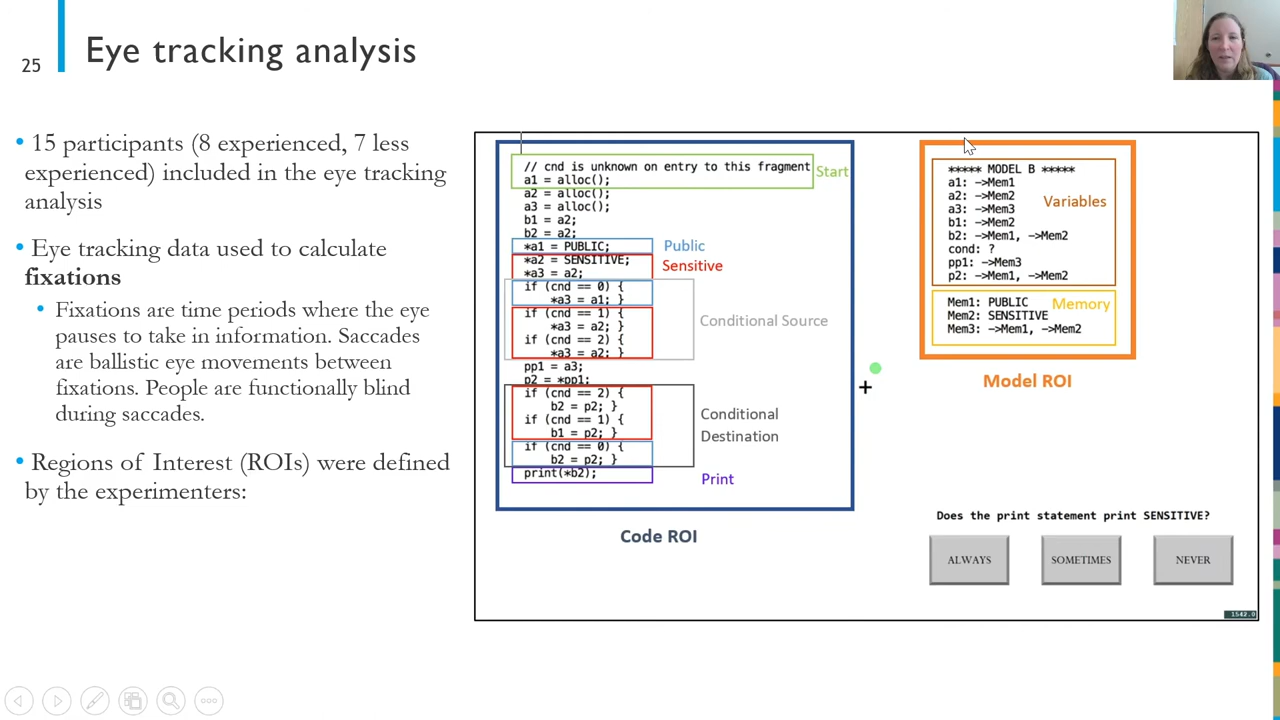 25
Eye tracking analysis
• 15 participants (8 experienced, 7 less
experienced) included in the eye tracking
analysis
• Eye tracking data used to calculate
fixations
• Fixations are time periods where the eye
pauses to take in information. Saccades
are ballistic eye movements between
fixations. People are functionally blind
during saccades.
• Regions of Interest (ROIs) were defined
by the experimenters:
// cnd is unknown on entry to this fragment
Start
a1 = alloc();
a2 = alloc();
a3 = alloc();
b1 = a2;
b2 = a2;
*a1 = PUBLIC;
Public
*a2 = SENSITIVE;
Sensitive
*a3 = a2;
if (cnd == 0) {
*a3 = a1; }
if (cnd == 1) {
Conditional Source
*a3 = a2; }
if (cnd == 2) {
*a3 = a2; }
pp1 = a3;
p2 = *pp1;
if (cnd == 2) {
b2 = p2; }
Conditional
Destination
if (cnd == 1) {
b1 = p2; }
if (cnd == 0) {
b2 = p2; }
print(*b2);
Print
Code ROI
+
***** MODEL B *****
a1: ->Mem1
a2: ->Mem2
Variables
a3: ->Mem3
b1: ->Mem2
b2: ->Mem1, ->Mem2
cond: ?
pp1: ->Mem3
p2: ->Mem1, ->Mem2
Mem1: PUBLIC
Memory
Mem2: SENSITIVE
Mem3: ->Mem1, ->Mem2
Model ROI
Does the print statement print SENSITIVE?
ALWAYS
SOMETIMES
NEVER
1542.0